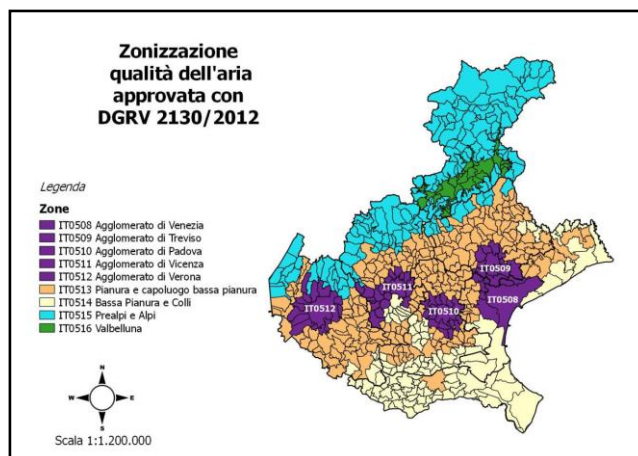 Zonizzazione
qualità dell'aria
approvata con
DGRV 2130/2012
Legenda
Zone
IT0508 Agglomerato di Venezia
IT0509 Agglomerato di Treviso
IT0510 Agglomerato di Padova
IT0511 Agglomerato di Vicenza
IT0512 Agglomerato di Verona
IT0513 Pianura e capoluogo bassa pianura
IT0514 Bassa Pianura e Colli
IT0515 Prealpi e Alpi
IT0516 Valbelluna
N
W E
S
Scala 1:1.200.000
IT0509
IT0511
IT0508
IT0512
IT0510